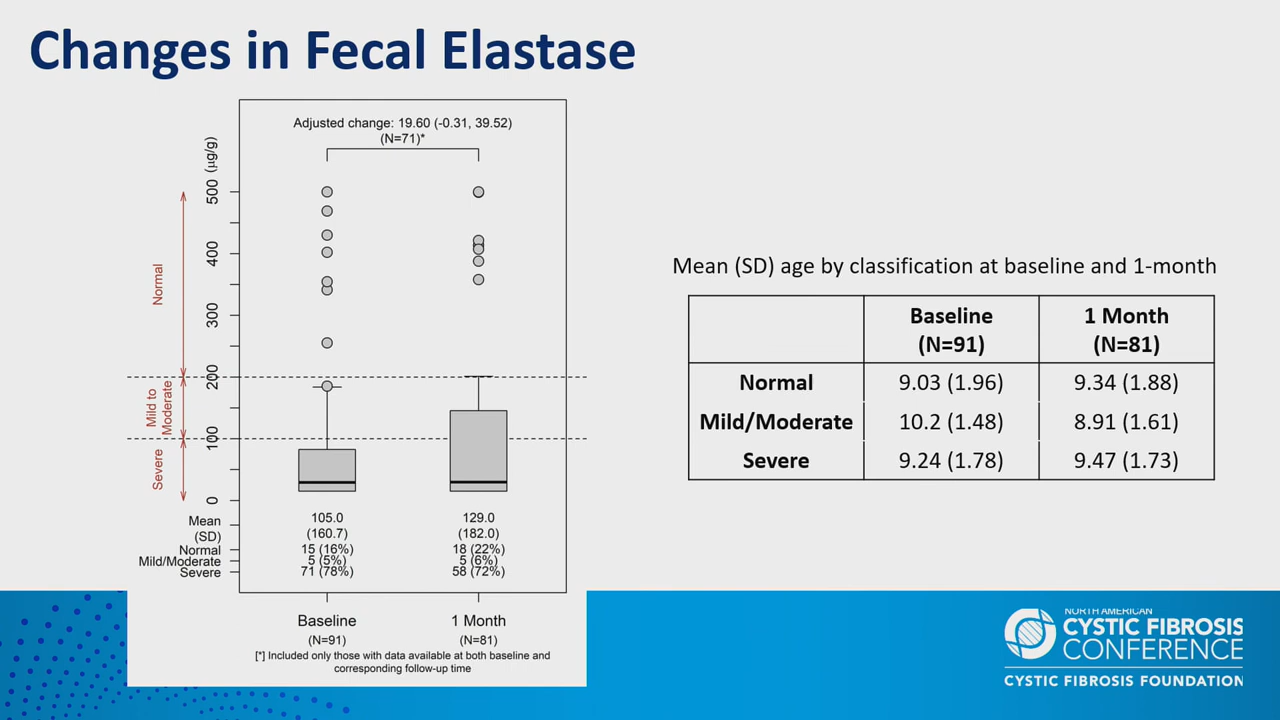 Changes in Fecal Elastase
Adjusted change: 19.60 (-0.31, 39.52)
(N=71)*
(µg/g)
500
400
300
200
100
0
Normal
Mild to
Moderate
Severe
Mean 105.0 129.0
(SD) (160.7) (182.0)
Normal 15 (16%) 18 (22%)
Mild/Moderate 5 (5%) 5 (6%)
Severe 71 (78%) 58 (72%)
Baseline 1 Month
(N=91) (N=81)
[*] Included only those with data available at both baseline and
corresponding follow-up time
Mean (SD) age by classification at baseline and 1-month
Baseline 1 Month
(N=91) (N=81)
Normal 9.03 (1.96) 9.34 (1.88)
Mild/Moderate 10.2 (1.48) 8.91 (1.61)
Severe 9.24 (1.78) 9.47 (1.73)
NORTH AMERICAN
CYSTIC FIBROSIS
CONFERENCE
CYSTIC FIBROSIS FOUNDATION